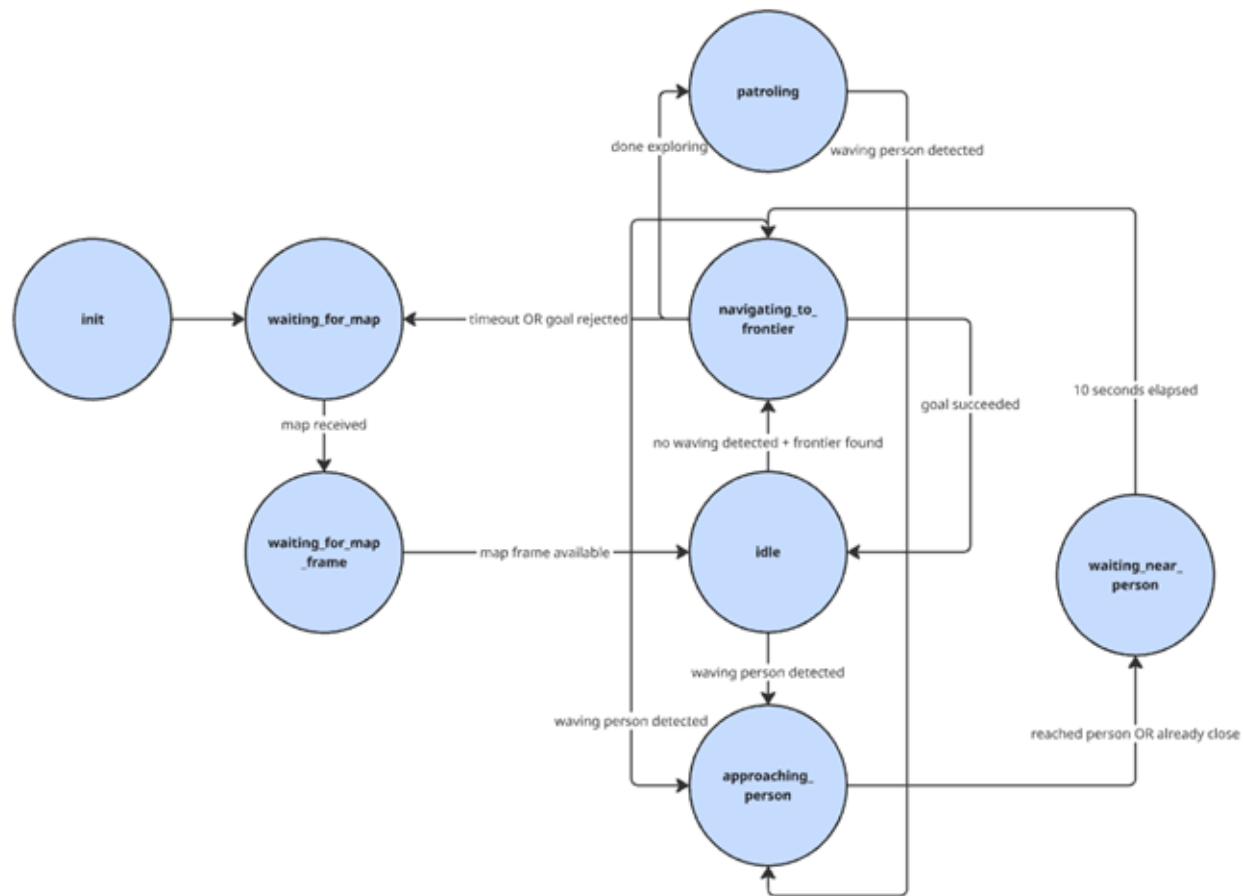 patroling
done exploring
waving person detected
init
waiting_for_map
timeout OR goal rejected
navigating_to_
frontier
map received
goal succeeded
10 seconds elapsed
no waving detected + frontier found
waiting_for_map
_frame
map frame available
idle
waiting_near_
person
waving person detected
waving person detected
reached person OR already close
approaching_
person